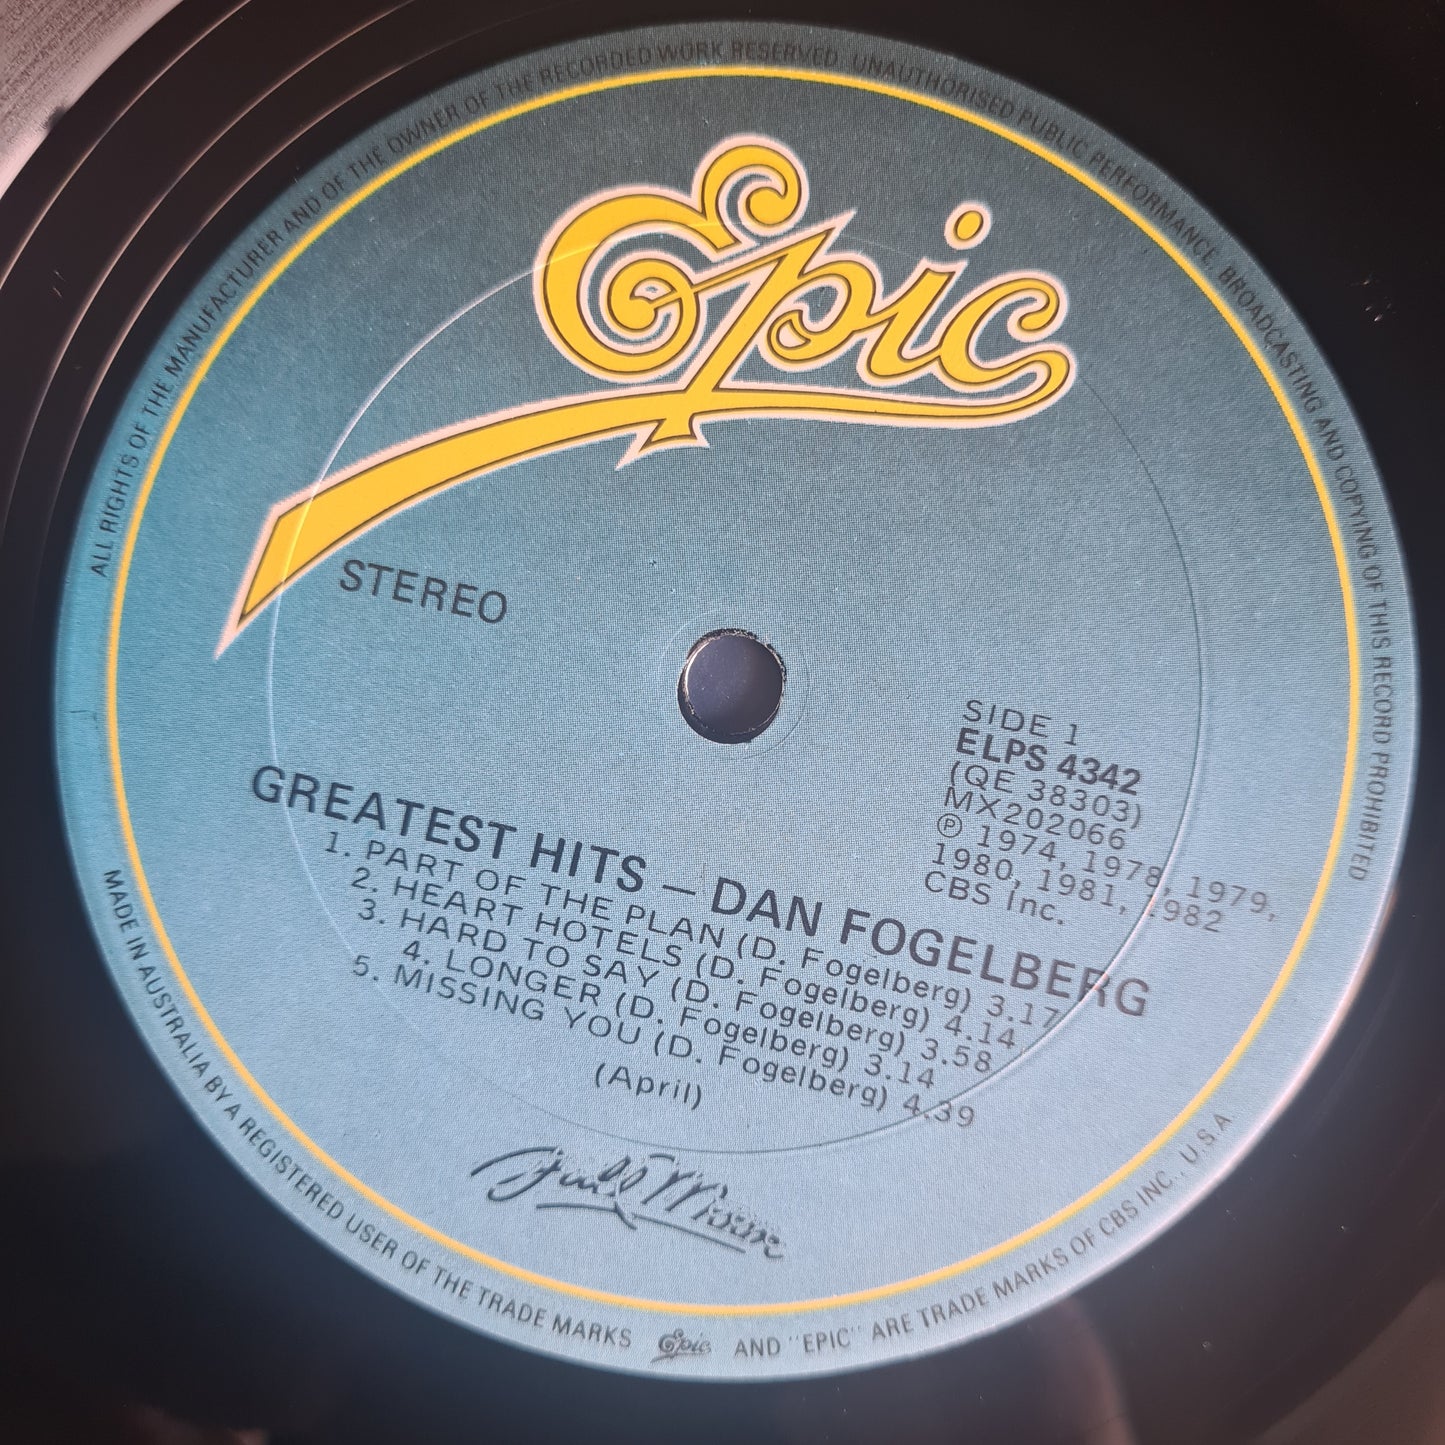 ALL RIGHTS OF THE MANUFACTURER AND OF THE OWNER OF THE RECORDED WORK RESERVED. UNAUTHORISED PUBLIC PERFORMANCE, BROADCASTING AND COPYING OF THIS RECORD PROHIBITED
Epic
STEREO
SIDE 1
ELPS 4342
(QE 38303)
MX202066
℗ 1974, 1978, 1979,
1980, 1981, 1982
CBS Inc.
GREATEST HITS – DAN FOGELBERG
1. PART OF THE PLAN (D. Fogelberg) 3.17
2. HEART HOTELS (D. Fogelberg) 4.14
3. HARD TO SAY (D. Fogelberg) 3.58
4. LONGER (D. Fogelberg) 3.14
5. MISSING YOU (D. Fogelberg) 4.39
(April)
Full Moon
MADE IN AUSTRALIA BY A REGISTERED USER OF THE TRADE MARKS Epic AND "EPIC" ARE TRADE MARKS OF CBS INC., U.S.A.